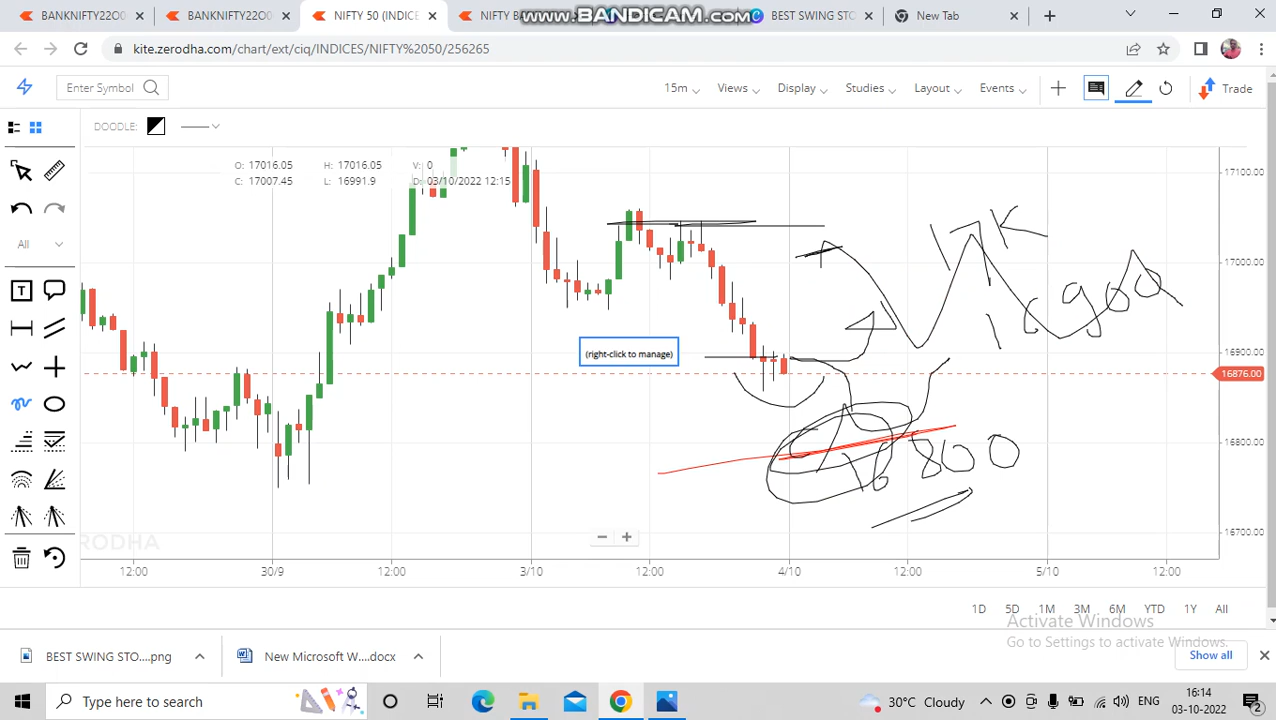 BANKNIFTY22O0
BANKNIFTY22O0
NIFTY 50 (INDICE
NIFTY B
WWW.BANDICAM.COM
BEST SWING STO
New Tab
kite.zerodha.com/chart/ext/ciq/INDICES/NIFTY%2050/256265
Enter Symbol
15m
Views
Display
Studies
Layout
Events
Trade
DOODLE:
O: 17016.05 H: 17016.05 V: 0
C: 17007.45 L: 16991.9 D: 03/10/2022 12:15
All
T
17100.00
17000.00
16900.00
16876.00
16800.00
16700.00
(right-click to manage)
16800
ZERODHA
12:00 30/9 12:00 3/10 12:00 4/10 12:00 5/10 12:00
1D 5D 1M 3M 6M YTD 1Y All
Activate Windows
Go to Settings to activate Windows.
BEST SWING STO....png
New Microsoft W....docx
Show all
Type here to search
30°C Cloudy
ENG
16:14
03-10-2022
2